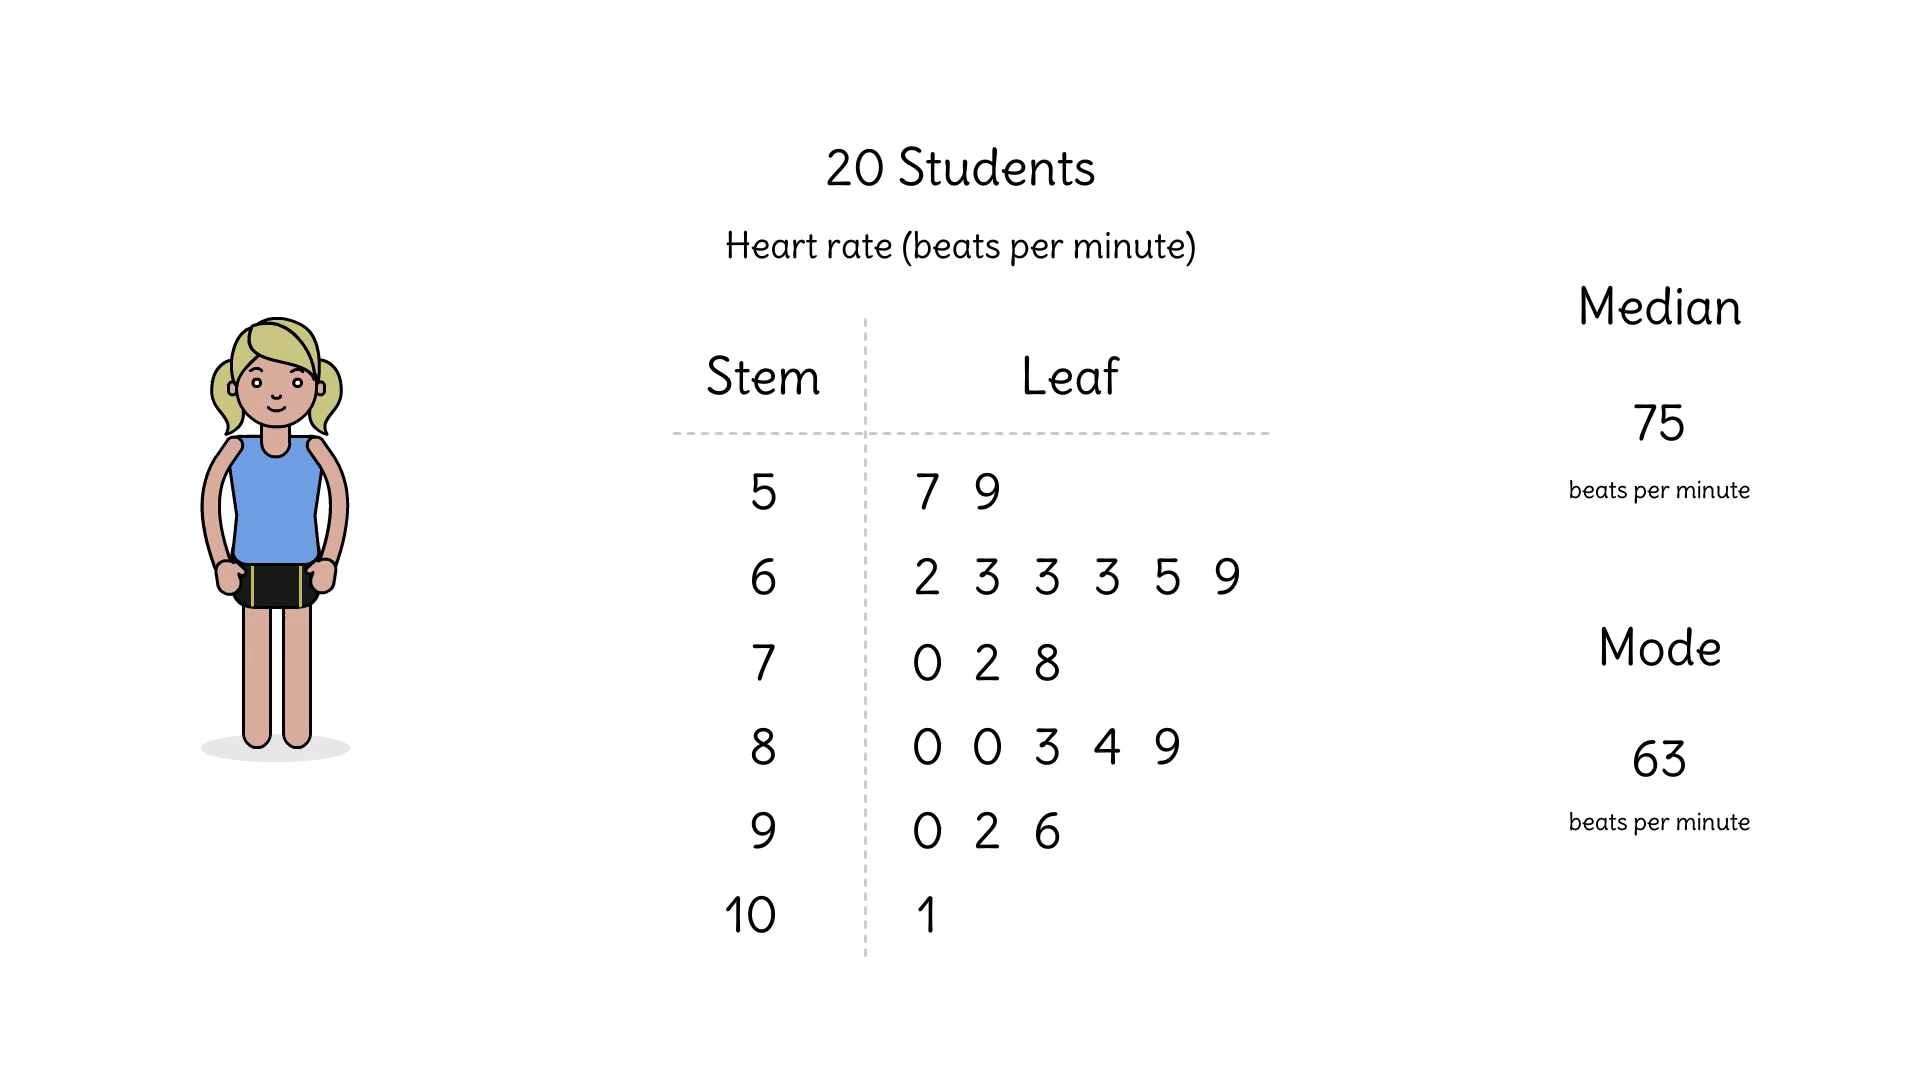 20 Students
Heart rate (beats per minute)
Stem Leaf
5 7 9
6 2 3 3 3 5 9
7 0 2 8
8 0 0 3 4 9
9 0 2 6
10 1
Median
75
beats per minute
Mode
63
beats per minute